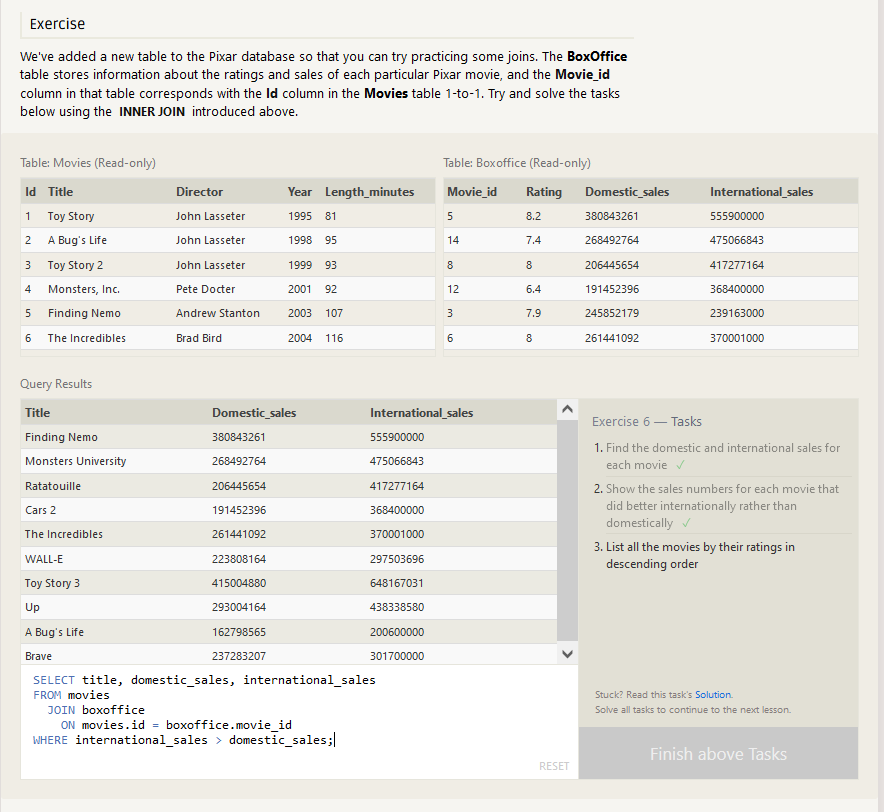 Exercise
We've added a new table to the Pixar database so that you can try practicing some joins. The BoxOffice
table stores information about the ratings and sales of each particular Pixar movie, and the Movie_id
column in that table corresponds with the Id column in the Movies table 1-to-1. Try and solve the tasks
below using the INNER JOIN introduced above.
Table: Movies (Read-only)
Id Title Director Year Length_minutes
1 Toy Story John Lasseter 1995 81
2 A Bug's Life John Lasseter 1998 95
3 Toy Story 2 John Lasseter 1999 93
4 Monsters, Inc. Pete Docter 2001 92
5 Finding Nemo Andrew Stanton 2003 107
6 The Incredibles Brad Bird 2004 116
Table: Boxoffice (Read-only)
Movie_id Rating Domestic_sales International_sales
5 8.2 380843261 555900000
14 7.4 268492764 475066843
8 8 206445654 417277164
12 6.4 191452396 368400000
3 7.9 245852179 239163000
6 8 261441092 370001000
Query Results
Title Domestic_sales International_sales
Finding Nemo 380843261 555900000
Monsters University 268492764 475066843
Ratatouille 206445654 417277164
Cars 2 191452396 368400000
The Incredibles 261441092 370001000
WALL-E 223808164 297503696
Toy Story 3 415004880 648167031
Up 293004164 438338580
A Bug's Life 162798565 200600000
Brave 237283207 301700000
SELECT title, domestic_sales, international_sales
FROM movies
JOIN boxoffice
ON movies.id = boxoffice.movie_id
WHERE international_sales > domestic_sales;
RESET
Exercise 6 — Tasks
1. Find the domestic and international sales for
each movie ✓
2. Show the sales numbers for each movie that
did better internationally rather than
domestically ✓
3. List all the movies by their ratings in
descending order
Stuck? Read this task's Solution.
Solve all tasks to continue to the next lesson.
Finish above Tasks